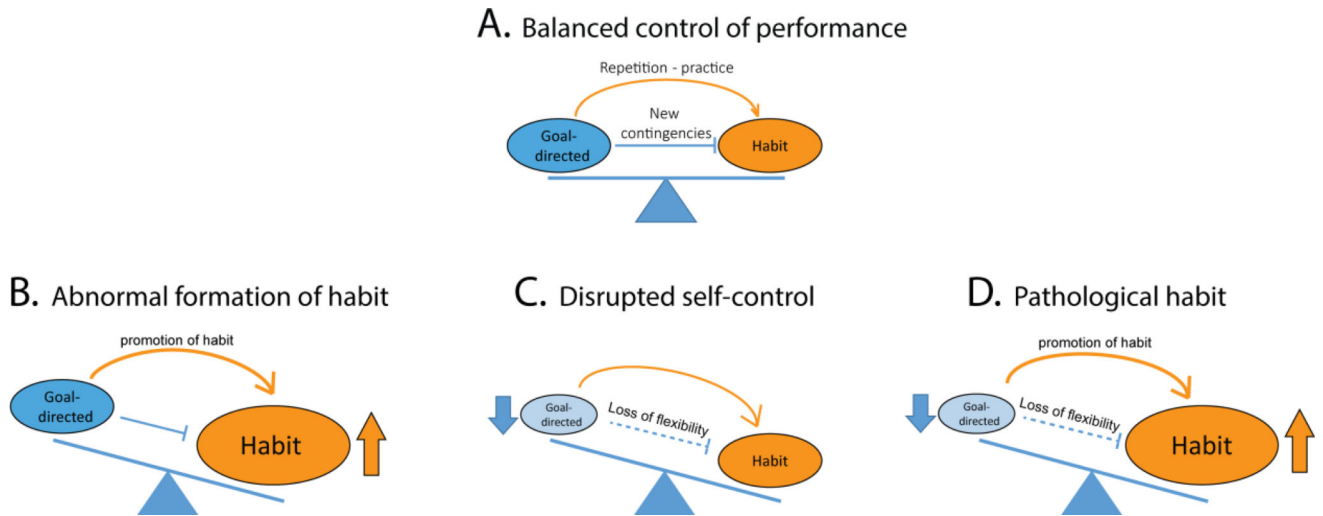 A. Balanced control of performance
Repetition - practice
New
contingencies
Goal-
directed
Habit
B. Abnormal formation of habit
promotion of habit
Goal-
directed
Habit
C. Disrupted self-control
Goal-
directed
Loss of flexibility
Habit
D. Pathological habit
promotion of habit
Goal-
directed
Loss of flexibility
Habit